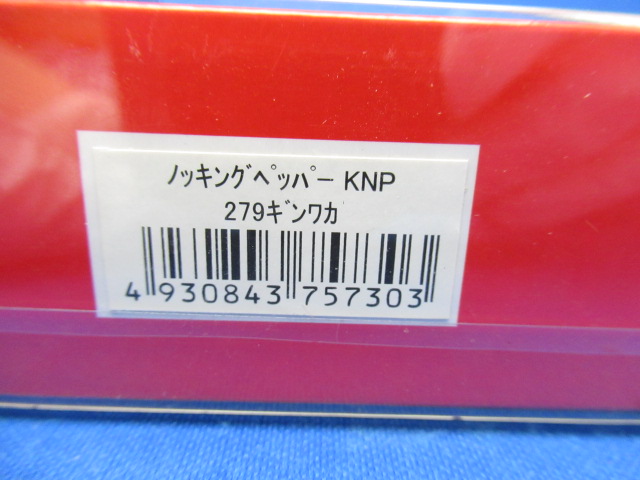 ﾉｯｷﾝｸﾞﾍﾟｯﾊﾟｰ KNP
279ｷﾞﾝﾜｶ
4 930843 757303